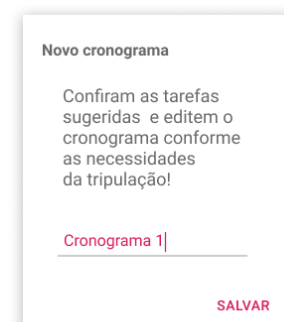 Novo cronograma
Confiram as tarefas
sugeridas e editem o
cronograma conforme
as necessidades
da tripulação!
Cronograma 1
SALVAR